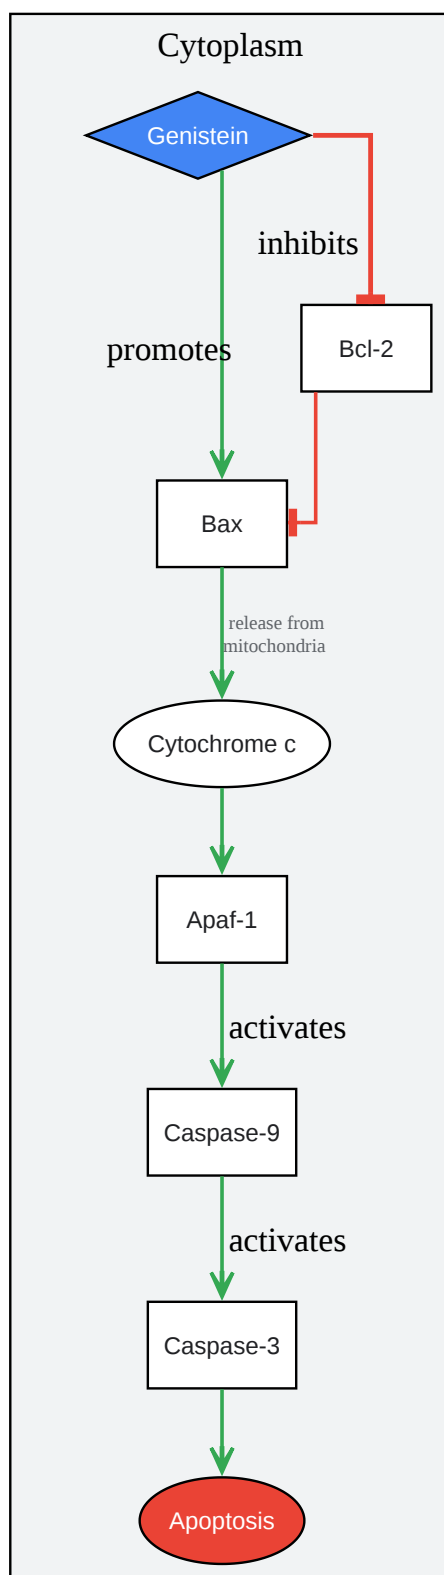 Cytoplasm
Genistein
inhibits
promotes
Bcl-2
Bax
release from
mitochondria
Cytochrome c
Apaf-1
activates
Caspase-9
activates
Caspase-3
Apoptosis